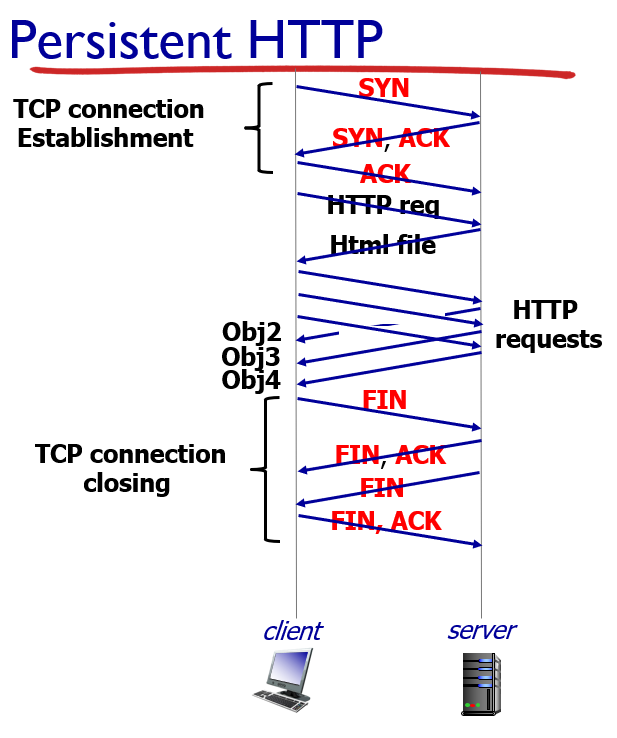 Persistent HTTP
TCP connection
Establishment
SYN
SYN, ACK
ACK
HTTP req
Html file
HTTP
requests
Obj2
Obj3
Obj4
TCP connection
closing
FIN
FIN, ACK
FIN
FIN, ACK
client
server